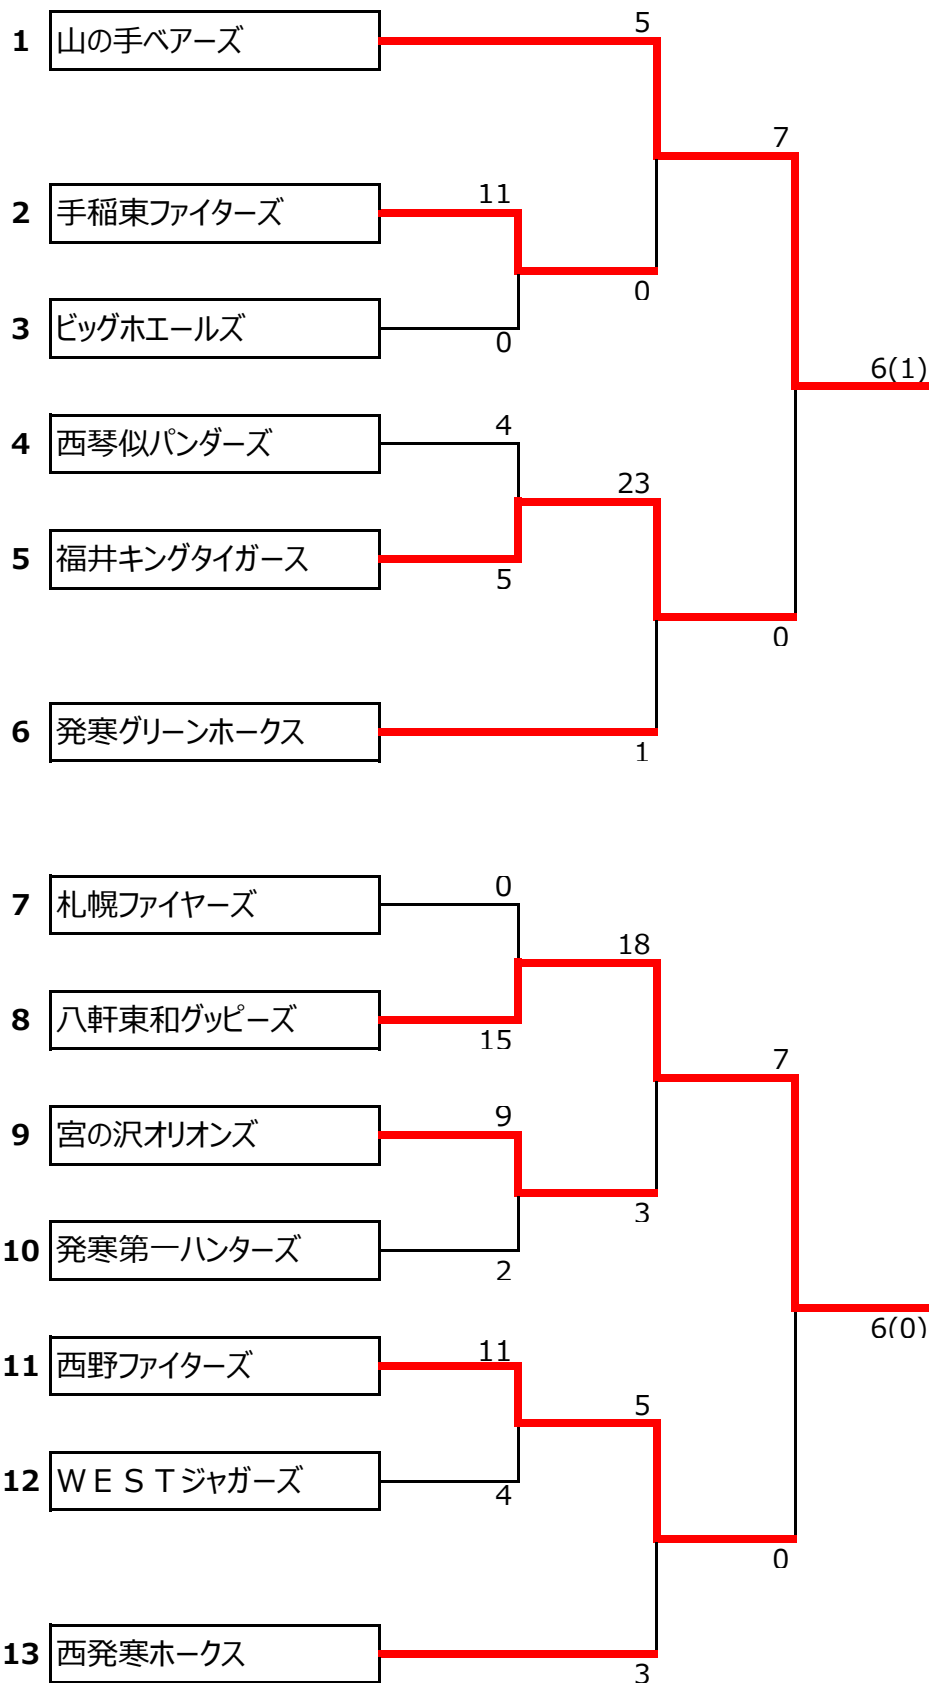 5
1 山の手ベアーズ
7
11
2 手稲東ファイターズ
0
3 ビッグホエールズ
0
6(1)
4
4 西琴似パンダーズ
23
5 福井キングタイガース
5
0
6 発寒グリーンホークス
1
0
7 札幌ファイヤーズ
18
8 八軒東和グッピーズ
15
7
9
9 宮の沢オリオンズ
3
10 発寒第一ハンターズ
2
6(0)
11
11 西野ファイターズ
5
12 ＷＥＳＴジャガーズ
4
0
13 西発寒ホークス
3